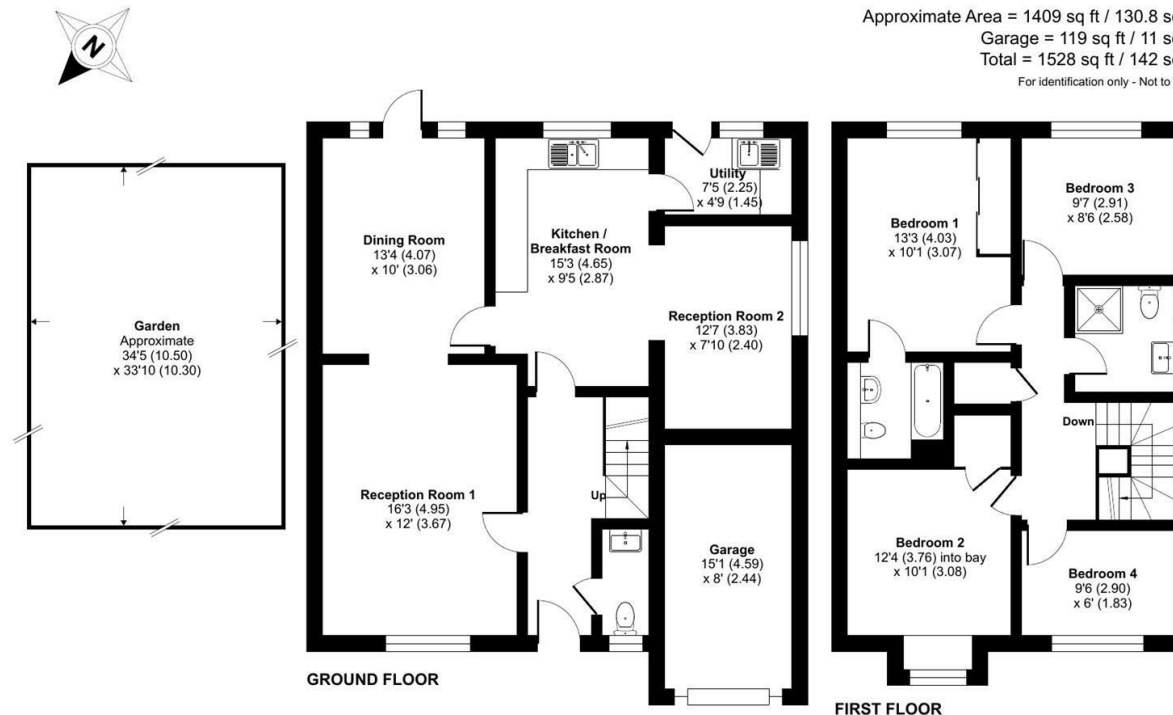 Approximate Area = 1409 sq ft / 130.8 s
Garage = 119 sq ft / 11 s
Total = 1528 sq ft / 142 s
For identification only - Not to
N
Garden
Approximate
34'5 (10.50)
x 33'10 (10.30)
Dining Room
13'4 (4.07)
x 10' (3.06)
Kitchen /
Breakfast Room
15'3 (4.65)
x 9'5 (2.87)
Utility
7'5 (2.25)
x 4'9 (1.45)
Reception Room 2
12'7 (3.83)
x 7'10 (2.40)
Reception Room 1
16'3 (4.95)
x 12' (3.67)
Up
Garage
15'1 (4.59)
x 8' (2.44)
GROUND FLOOR
Bedroom 1
13'3 (4.03)
x 10'1 (3.07)
Bedroom 3
9'7 (2.91)
x 8'6 (2.58)
Down
Bedroom 2
12'4 (3.76) into bay
x 10'1 (3.08)
Bedroom 4
9'6 (2.90)
x 6' (1.83)
FIRST FLOOR